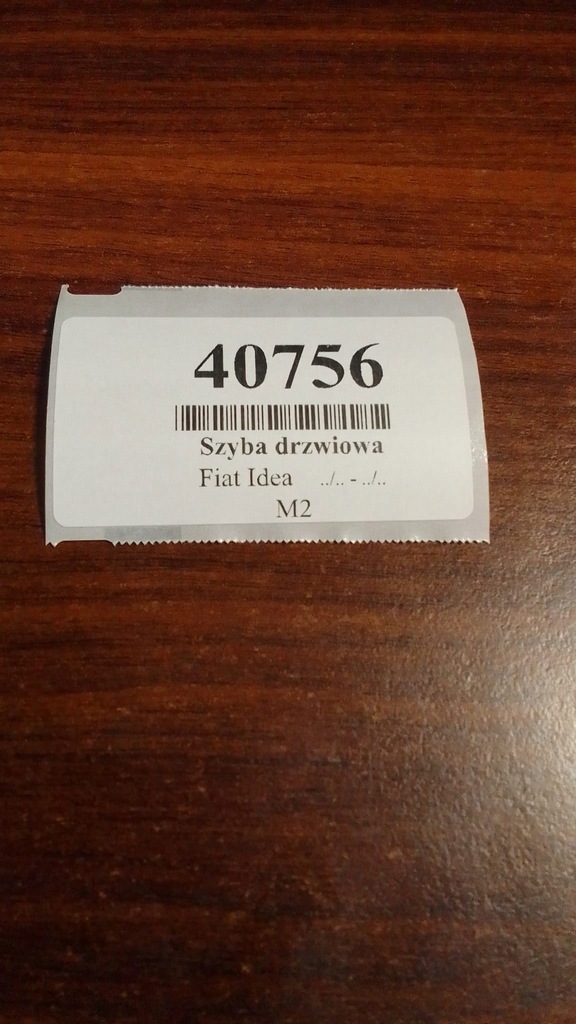 40756
Szyba drzwiowa
Fiat Idea ../.. - ../..
M2